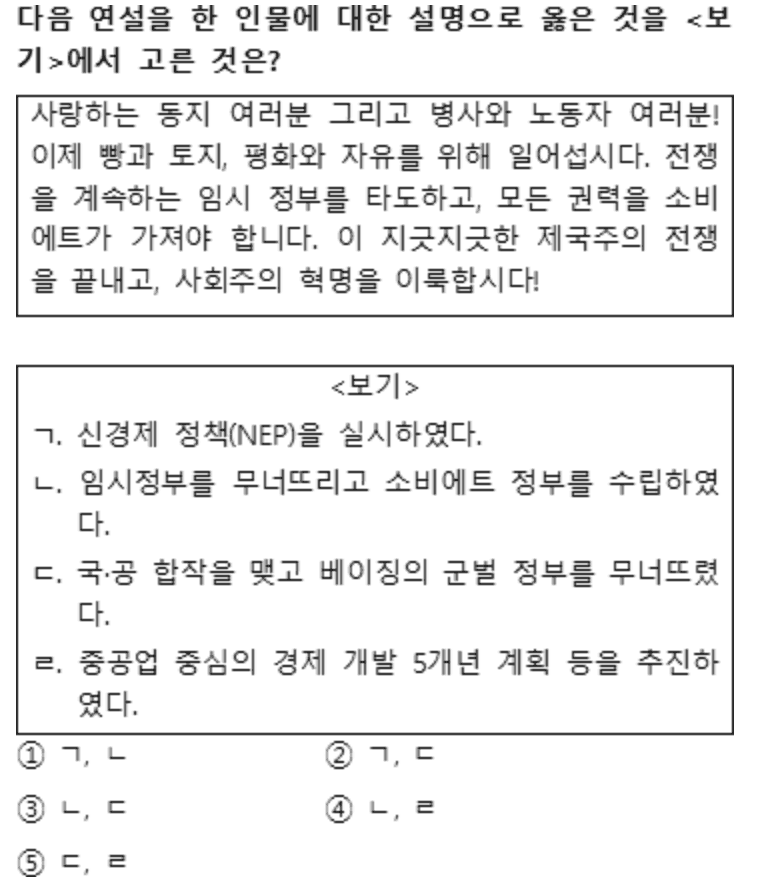 다음 연설을 한 인물에 대한 설명으로 옳은 것을 <보
기>에서 고른 것은?
사랑하는 동지 여러분 그리고 병사와 노동자 여러분!
이제 빵과 토지, 평화와 자유를 위해 일어섭시다. 전쟁
을 계속하는 임시 정부를 타도하고, 모든 권력을 소비
에트가 가져야 합니다. 이 지긋지긋한 제국주의 전쟁
을 끝내고, 사회주의 혁명을 이룩합시다!
<보기>
ㄱ. 신경제 정책(NEP)을 실시하였다.
ㄴ. 임시정부를 무너뜨리고 소비에트 정부를 수립하였
다.
ㄷ. 국·공 합작을 맺고 베이징의 군벌 정부를 무너뜨렸
다.
ㄹ. 중공업 중심의 경제 개발 5개년 계획 등을 추진하
였다.
① ㄱ, ㄴ ② ㄱ, ㄷ
③ ㄴ, ㄷ ④ ㄴ, ㄹ
⑤ ㄷ, ㄹ